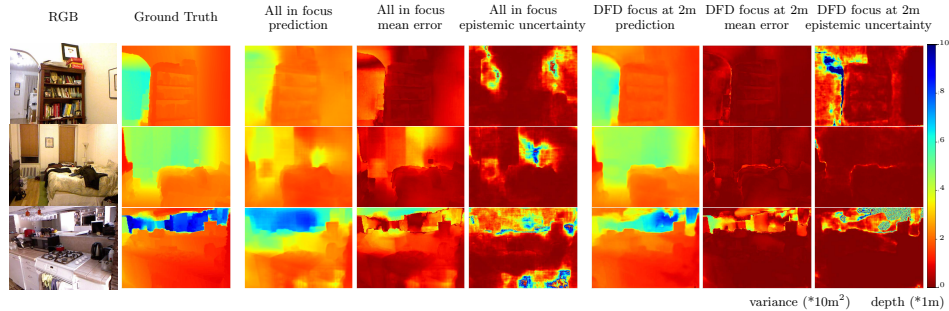 RGB
Ground Truth
All in focus
prediction
All in focus
mean error
All in focus
epistemic uncertainty
DFD focus at 2m
prediction
DFD focus at 2m
mean error
DFD focus at 2m
epistemic uncertainty
10
8
6
4
2
0
variance (*10m²) depth (*1m)